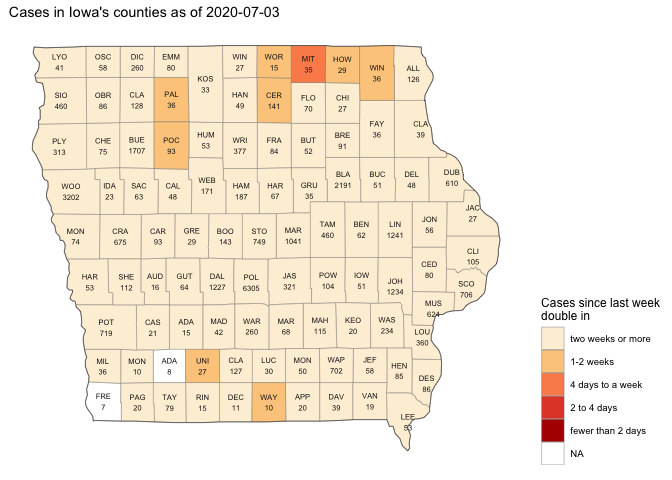 Cases in Iowa's counties as of 2020-07-03
LYO OSC DIC EMM WIN WOR MIT HOW WIN ALL
41 58 260 80 27 15 35 29 36 126
KOS
33
SIO OBR CLA PAL HAN CER FLO CHI
460 86 128 36 49 141 70 27
FAY CLA
36 39
PLY CHE BUE POC HUM WRI FRA BUT BRE
313 75 1707 93 53 377 84 52 91
BLA BUC DEL DUB
2191 51 48 610
WOO IDA SAC CAL WEB HAM HAR GRU
3202 23 63 48 171 187 67 35
JAC
27
MON CRA CAR GRE BOO STO MAR TAM BEN LIN JON
74 675 93 29 143 749 1041 460 62 1241 56
CLI
105
HAR SHE AUD GUT DAL POL JAS POW IOW JOH CED
53 112 16 64 1227 6305 321 104 51 1234 80
SCO
706
MUS
624
POT CAS ADA MAD WAR MAR MAH KEO WAS LOU
719 21 15 42 260 68 115 20 234 360
MIL MON ADA UNI CLA LUC MON WAP JEF HEN DES
36 10 8 27 127 30 50 702 58 85 86
FRE PAG TAY RIN DEC WAY APP DAV VAN LEE
7 20 79 15 11 10 20 39 19 53
Cases since last week
double in
two weeks or more
1-2 weeks
4 days to a week
2 to 4 days
fewer than 2 days
NA